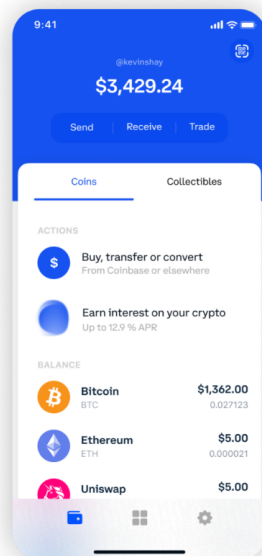 9:41
@kevinshay
$3,429.24
Send Receive Trade
Coins Collectibles
ACTIONS
Buy, transfer or convert
From Coinbase or elsewhere
Earn interest on your crypto
Up to 12.9 % APR
BALANCE
Bitcoin $1,362.00
BTC 0.027123
Ethereum $5.00
ETH 0.000021
Uniswap $5.00